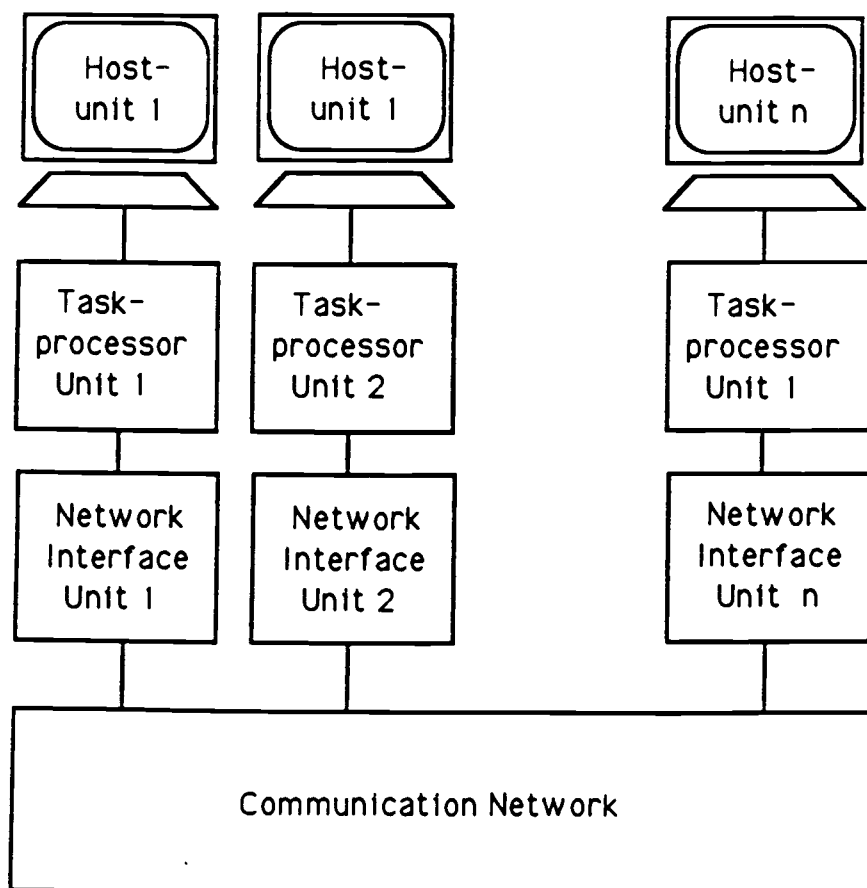 Host-
unit 1
Host-
unit 1
Host-
unit n
Task-
processor
Unit 1
Task-
processor
Unit 2
Task-
processor
Unit 1
Network
Interface
Unit 1
Network
Interface
Unit 2
Network
Interface
Unit n
Communication Network